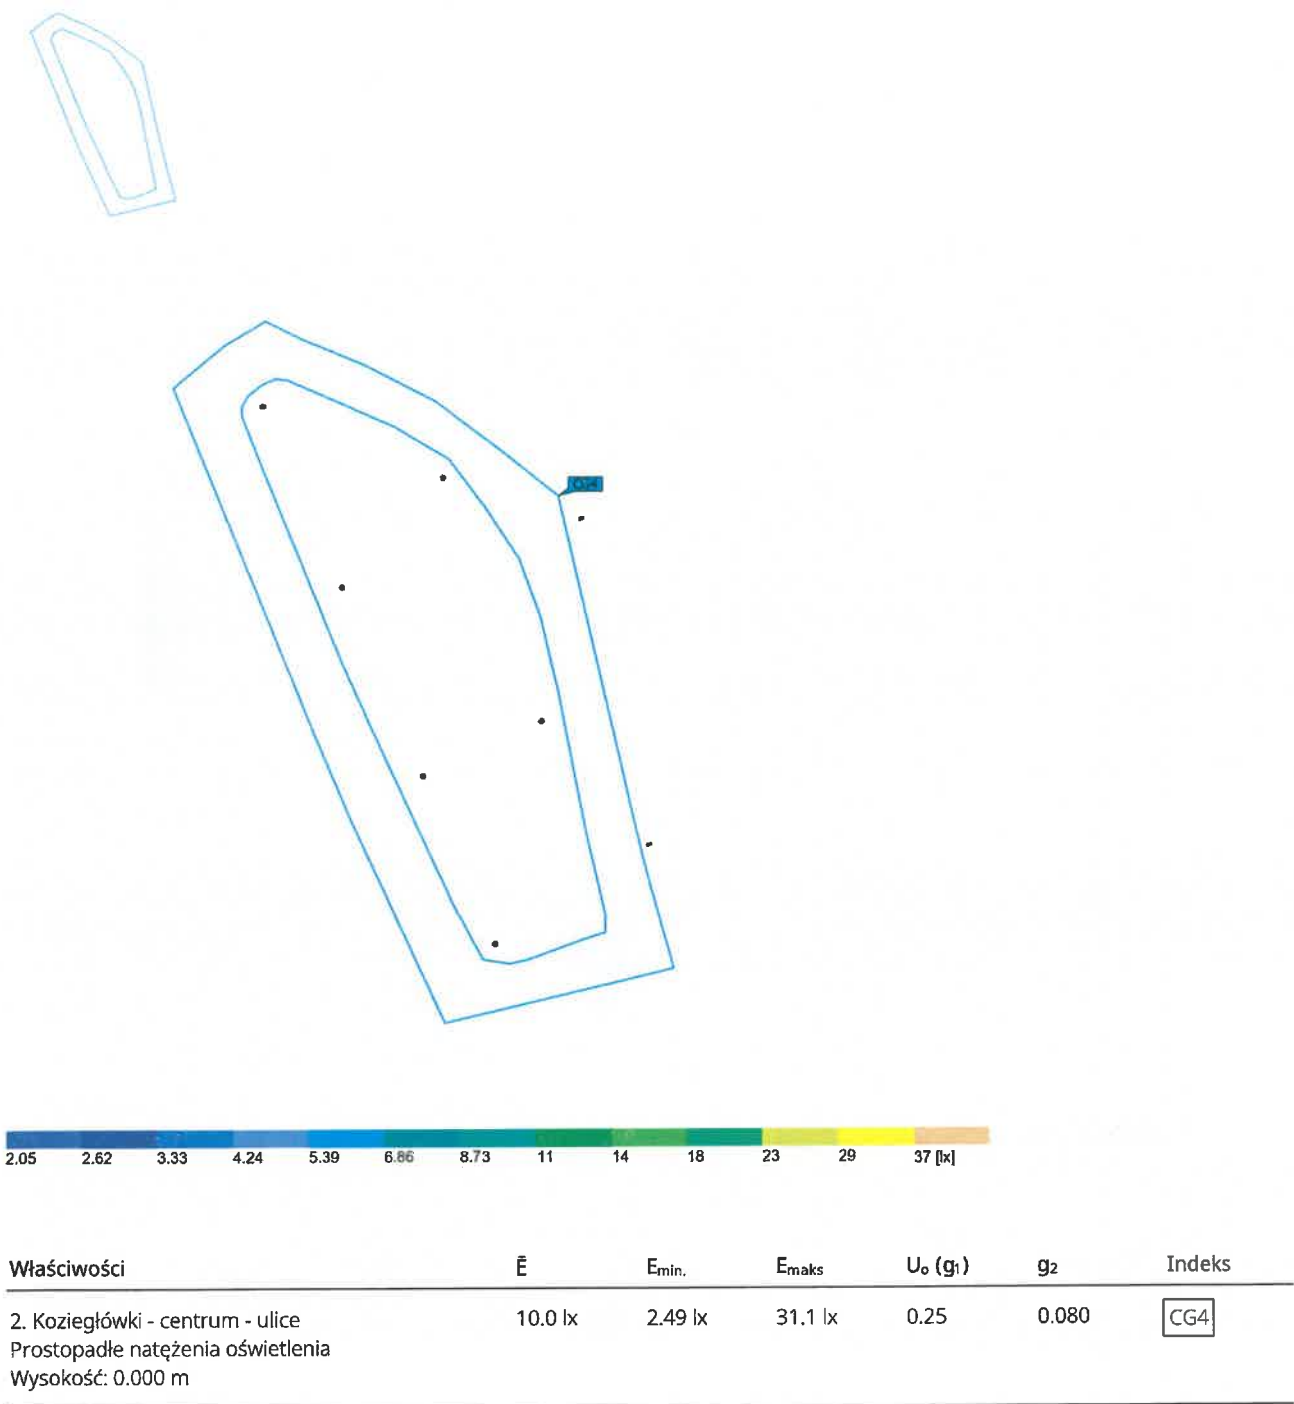 CG4
2.05 2.62 3.33 4.24 5.39 6.86 8.73 11 14 18 23 29 37 [lx]
Właściwości Ē Emin. Emaks Uo (g1) g2 Indeks
2. Koziegłówki - centrum - ulice 10.0 lx 2.49 lx 31.1 lx 0.25 0.080 CG4
Prostopadłe natężenia oświetlenia
Wysokość: 0.000 m